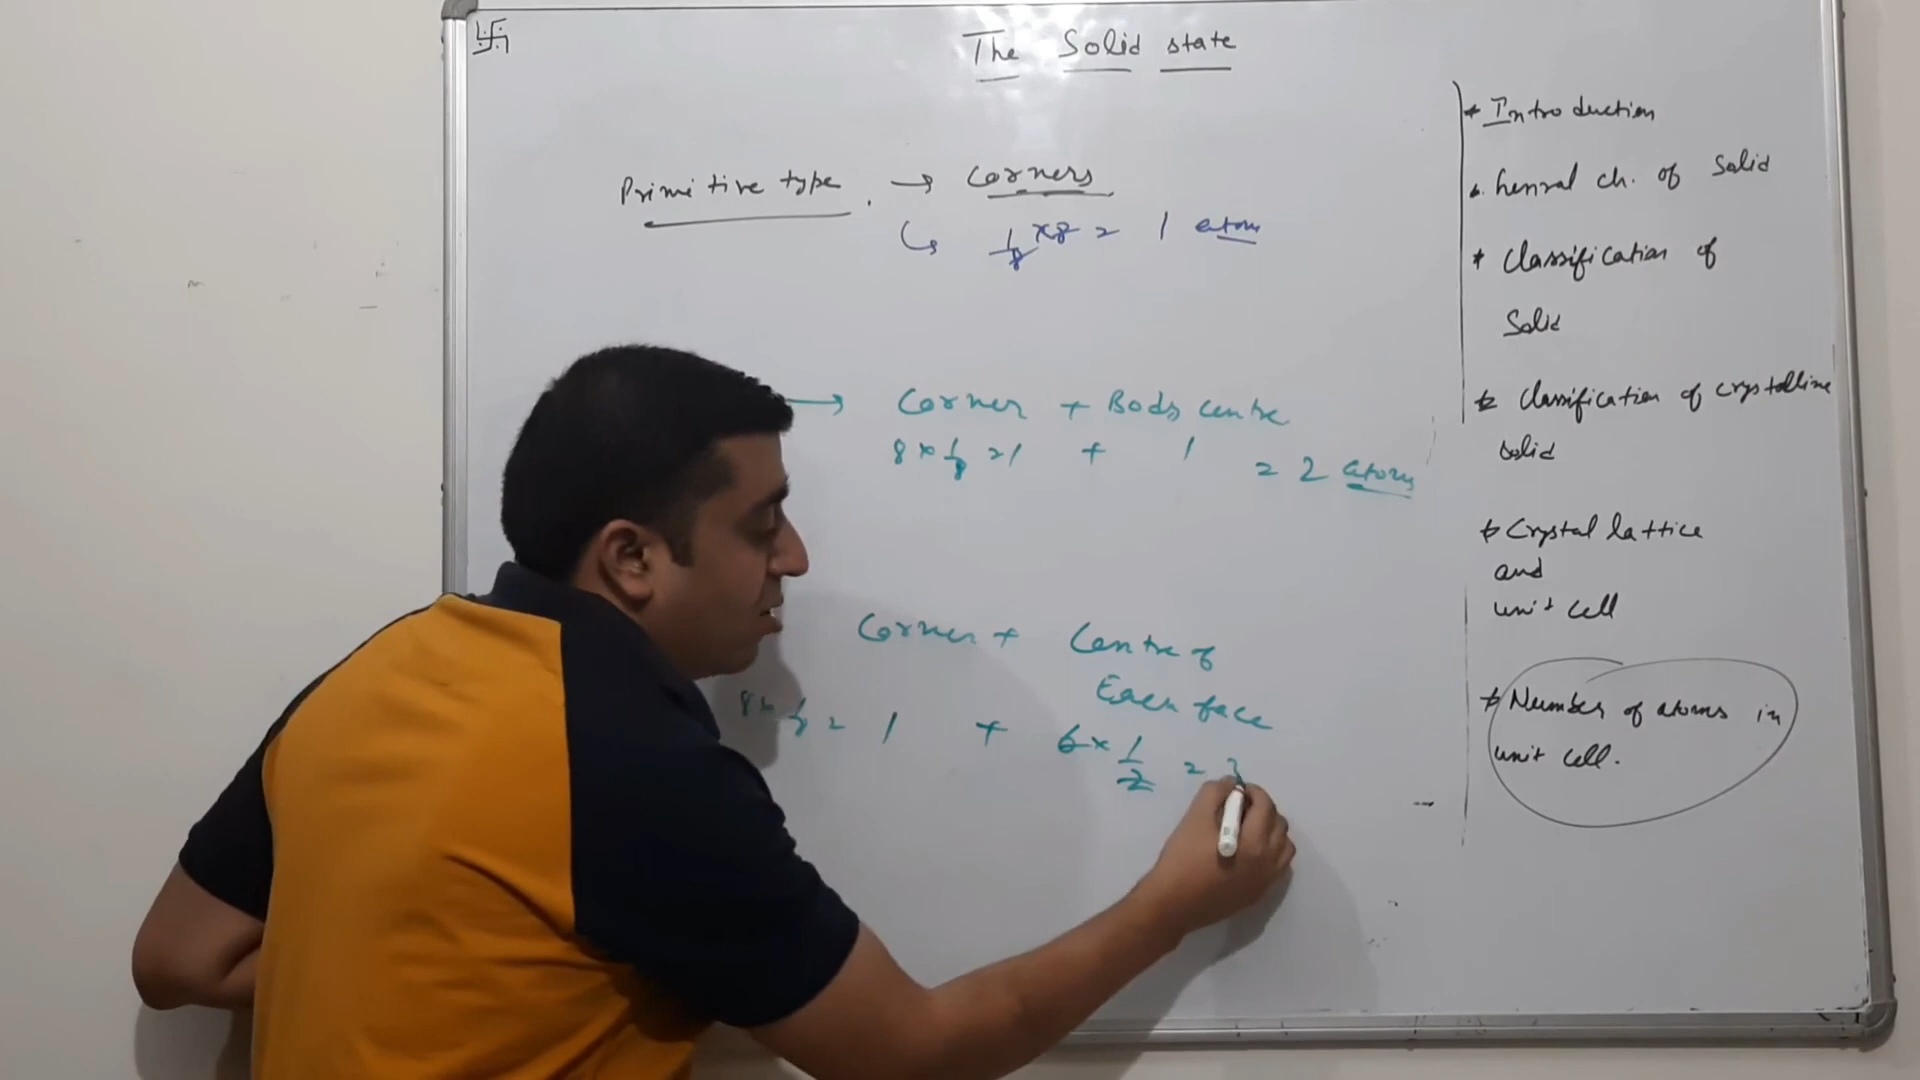 卐
The Solid state
Primitive type. → Corners
↳ 1/8 × 8 = 1 atom
→ Corner + Body centre
8 × 1/8 = 1 + 1 = 2 atoms
Corner + Centre of
Each face
8 × 1/8 = 1 + 6 × 1/2 = 3
* Introduction
ch. of Solid
* Classification of
Solid
* Classification of crystalline
solid
* Crystal lattice
and
unit cell
* Number of atoms in
unit cell.